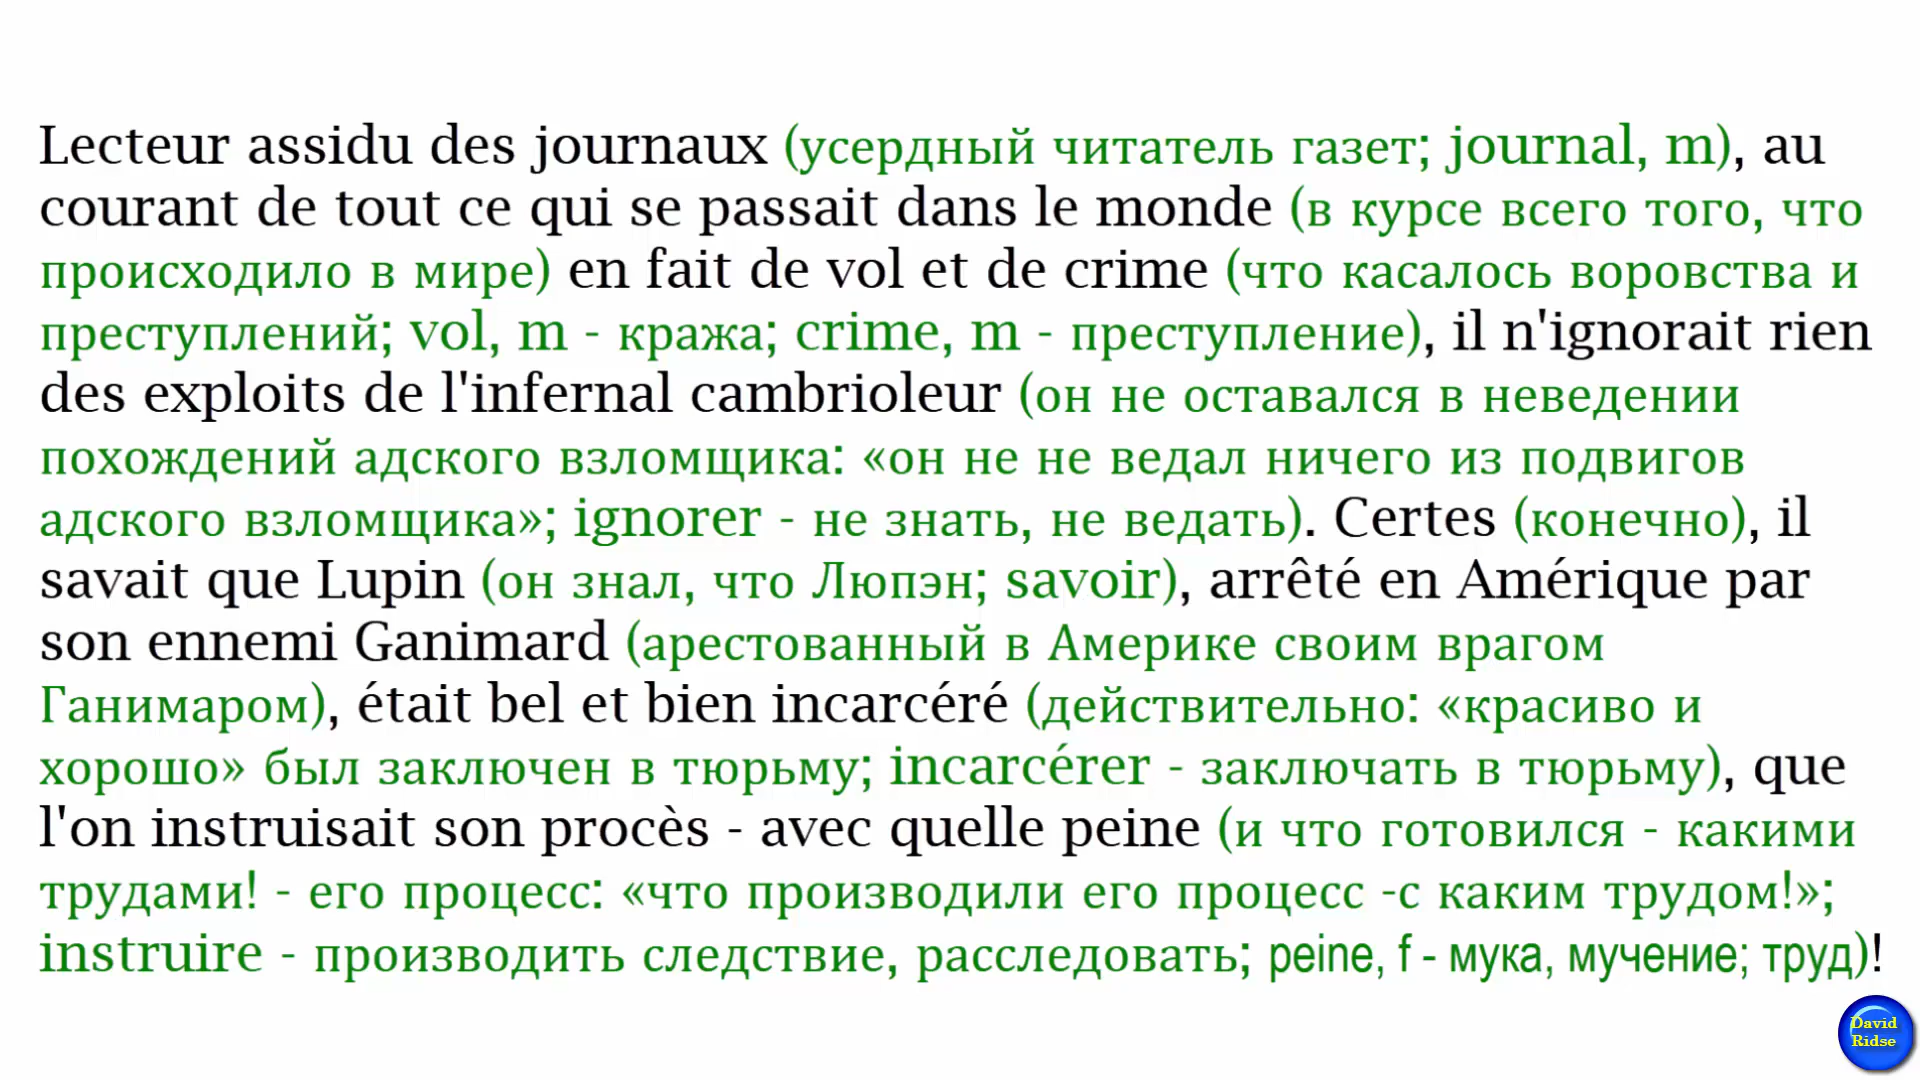 Lecteur assidu des journaux (усердный читатель газет; journal, m), au
courant de tout ce qui se passait dans le monde (в курсе всего того, что
происходило в мире) en fait de vol et de crime (что касалось воровства и
преступлений; vol, m - кража; crime, m - преступление), il n'ignorait rien
des exploits de l'infernal cambrioleur (он не оставался в неведении
похождений адского взломщика: «он не не ведал ничего из подвигов
адского взломщика»; ignorer - не знать, не ведать). Certes (конечно), il
savait que Lupin (он знал, что Люпэн; savoir), arrêté en Amérique par
son ennemi Ganimard (арестованный в Америке своим врагом
Ганимаром), était bel et bien incarcéré (действительно: «красиво и
хорошо» был заключен в тюрьму; incarcérer - заключать в тюрьму), que
l'on instruisait son procès - avec quelle peine (и что готовился - какими
трудами! - его процесс: «что производили его процесс -с каким трудом!»;
instruire - производить следствие, расследовать; peine, f - мука, мучение; труд)!
David
Ridse